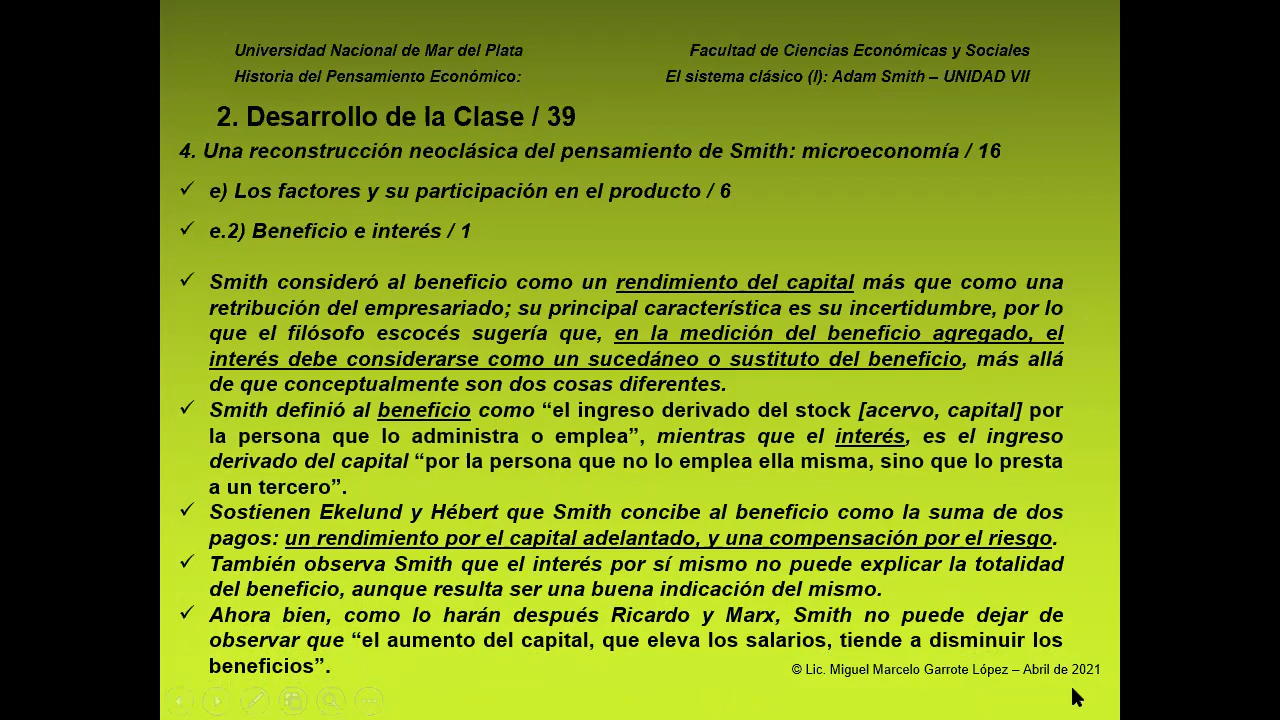 Universidad Nacional de Mar del Plata Facultad de Ciencias Económicas y Sociales
Historia del Pensamiento Económico: El sistema clásico (I): Adam Smith – UNIDAD VII
2. Desarrollo de la Clase / 39
4. Una reconstrucción neoclásica del pensamiento de Smith: microeconomía / 16
✓ e) Los factores y su participación en el producto / 6
✓ e.2) Beneficio e interés / 1
✓ Smith consideró al beneficio como un rendimiento del capital más que como una
retribución del empresariado; su principal característica es su incertidumbre, por lo
que el filósofo escocés sugería que, en la medición del beneficio agregado, el
interés debe considerarse como un sucedáneo o sustituto del beneficio, más allá
de que conceptualmente son dos cosas diferentes.
✓ Smith definió al beneficio como “el ingreso derivado del stock [acervo, capital] por
la persona que lo administra o emplea”, mientras que el interés, es el ingreso
derivado del capital “por la persona que no lo emplea ella misma, sino que lo presta
a un tercero”.
✓ Sostienen Ekelund y Hébert que Smith concibe al beneficio como la suma de dos
pagos: un rendimiento por el capital adelantado, y una compensación por el riesgo.
✓ También observa Smith que el interés por sí mismo no puede explicar la totalidad
del beneficio, aunque resulta ser una buena indicación del mismo.
✓ Ahora bien, como lo harán después Ricardo y Marx, Smith no puede dejar de
observar que “el aumento del capital, que eleva los salarios, tiende a disminuir los
beneficios”.
© Lic. Miguel Marcelo Garrote López – Abril de 2021